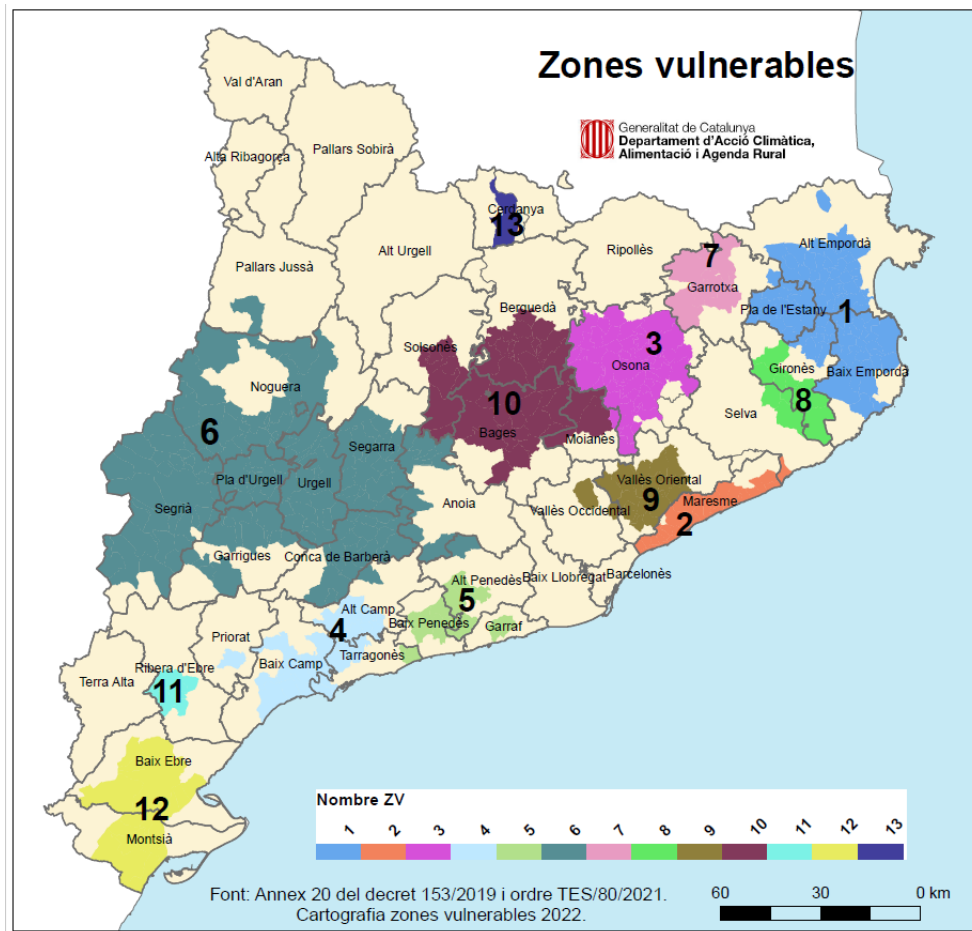 Zones vulnerables
Generalitat de Catalunya
Departament d'Acció Climàtica,
Alimentació i Agenda Rural
Val d'Aran
Alta Ribagorça
Pallars Sobirà
Cerdanya
13
Alt Urgell
Ripollès
7
Garrotxa
Alt Empordà
Pallars Jussà
Pla de l'Estany
1
Berguedà
Solsonès
3
Osona
Gironès
Baix Empordà
8
Noguera
6
10
Bages
Selva
Segarra
Moianès
Pla d'Urgell
Urgell
Segrià
Anoia
Vallès Oriental
9
Maresme
Vallès Occidental
2
Garrigues
Conca de Barberà
Alt Penedès
Baix Llobregat
Barcelonès
5
Alt Camp
4
Baix Penedès
Garraf
Priorat
Tarragonès
Baix Camp
Ribera d'Ebre
Terra Alta
11
Baix Ebre
12
Montsià
Nombre ZV
1 2 3 4 5 6 7 8 9 10 11 12 13
Font: Annex 20 del decret 153/2019 i ordre TES/80/2021.
Cartografia zones vulnerables 2022.
60 30 0 km